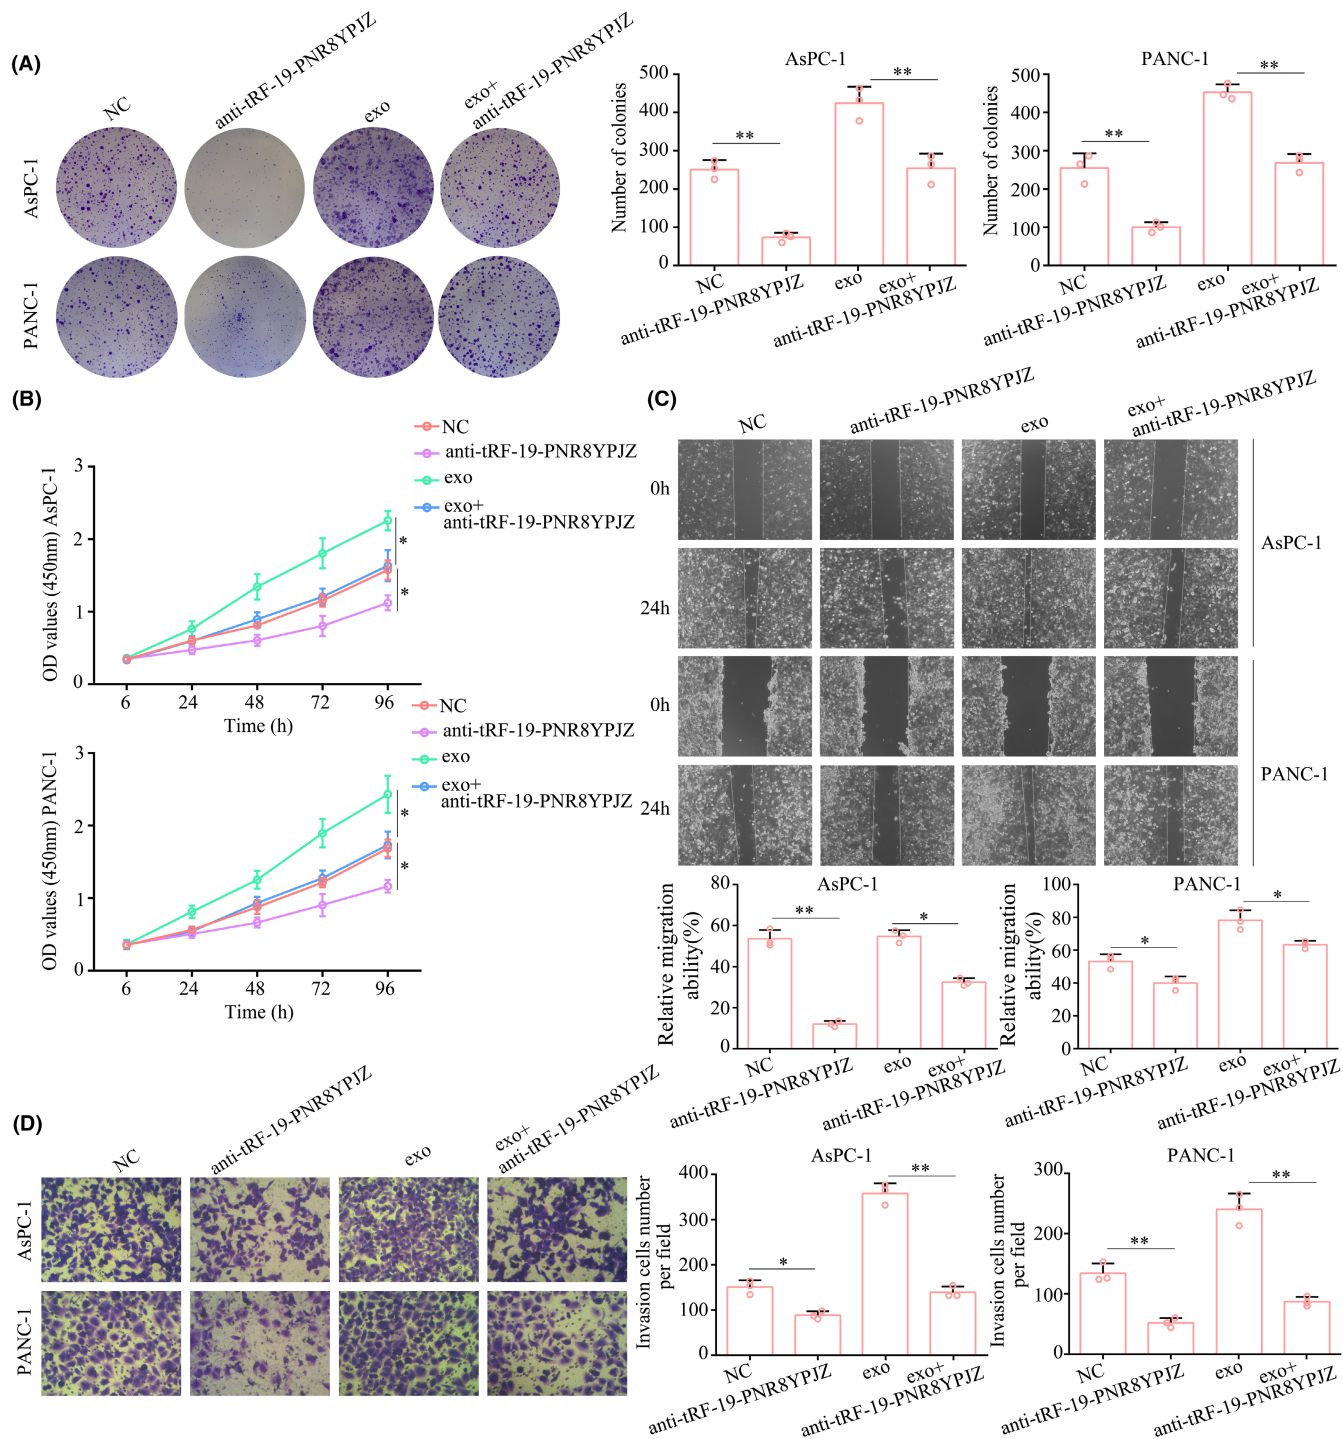 (A)
NC
anti-tRF-19-PNR8YPJZ
exo
exo+
anti-tRF-19-PNR8YPJZ
AsPC-1
PANC-1
AsPC-1
Number of colonies
500
400
300
200
100
0
**
**
NC
anti-tRF-19-PNR8YPJZ
exo
exo+
anti-tRF-19-PNR8YPJZ
PANC-1
Number of colonies
500
400
300
200
100
0
**
**
NC
anti-tRF-19-PNR8YPJZ
exo
exo+
anti-tRF-19-PNR8YPJZ
(B)
OD values (450nm) AsPC-1
3
2
1
0
6 24 48 72 96
Time (h)
NC
anti-tRF-19-PNR8YPJZ
exo
exo+
anti-tRF-19-PNR8YPJZ
*
*
OD values (450nm) PANC-1
3
2
1
0
6 24 48 72 96
Time (h)
NC
anti-tRF-19-PNR8YPJZ
exo
exo+
anti-tRF-19-PNR8YPJZ
*
*
(C)
NC
anti-tRF-19-PNR8YPJZ
exo
exo+
anti-tRF-19-PNR8YPJZ
0h
24h
AsPC-1
0h
24h
PANC-1
AsPC-1
Relative migration
ability(%)
80
60
40
20
0
**
*
NC
anti-tRF-19-PNR8YPJZ
exo
exo+
anti-tRF-19-PNR8YPJZ
PANC-1
Relative migration
ability(%)
100
80
60
40
20
0
*
*
NC
anti-tRF-19-PNR8YPJZ
exo
exo+
anti-tRF-19-PNR8YPJZ
(D)
NC
anti-tRF-19-PNR8YPJZ
exo
exo+
anti-tRF-19-PNR8YPJZ
AsPC-1
PANC-1
AsPC-1
Invasion cells number
per field
400
300
200
100
0
*
**
NC
anti-tRF-19-PNR8YPJZ
exo
exo+
anti-tRF-19-PNR8YPJZ
PANC-1
Invasion cells number
per field
300
200
100
0
**
**
NC
anti-tRF-19-PNR8YPJZ
exo
exo+
anti-tRF-19-PNR8YPJZ